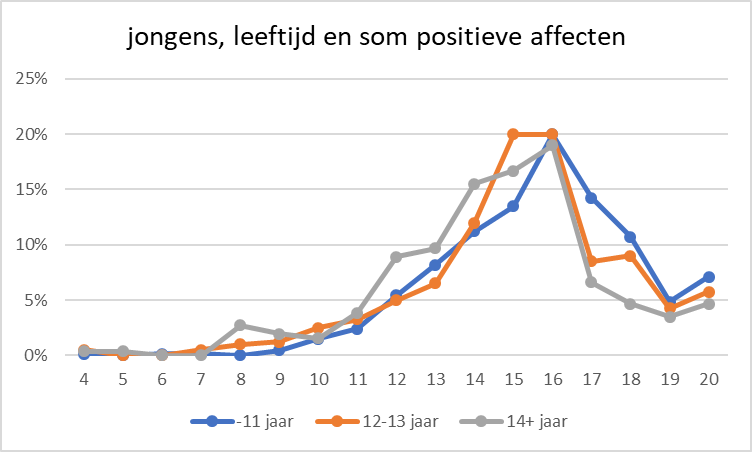 jongens, leeftijd en som positieve affecten
25%
20%
15%
10%
5%
0%
4 5 6 7 8 9 10 11 12 13 14 15 16 17 18 19 20
-11 jaar 12-13 jaar 14+ jaar